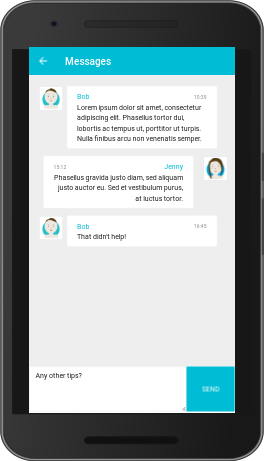 Messages
Bob 10:39
Lorem ipsum dolor sit amet, consectetur
adipiscing elit. Phasellus tortor dui,
lobortis ac tempus ut, porttitor ut turpis.
Nulla finibus arcu non venenatis semper.
15:12 Jenny
Phasellus gravida justo diam, sed aliquam
justo auctor eu. Sed et vestibulum purus,
at luctus tortor.
Bob 16:45
That didn't help!
Any other tips?
SEND